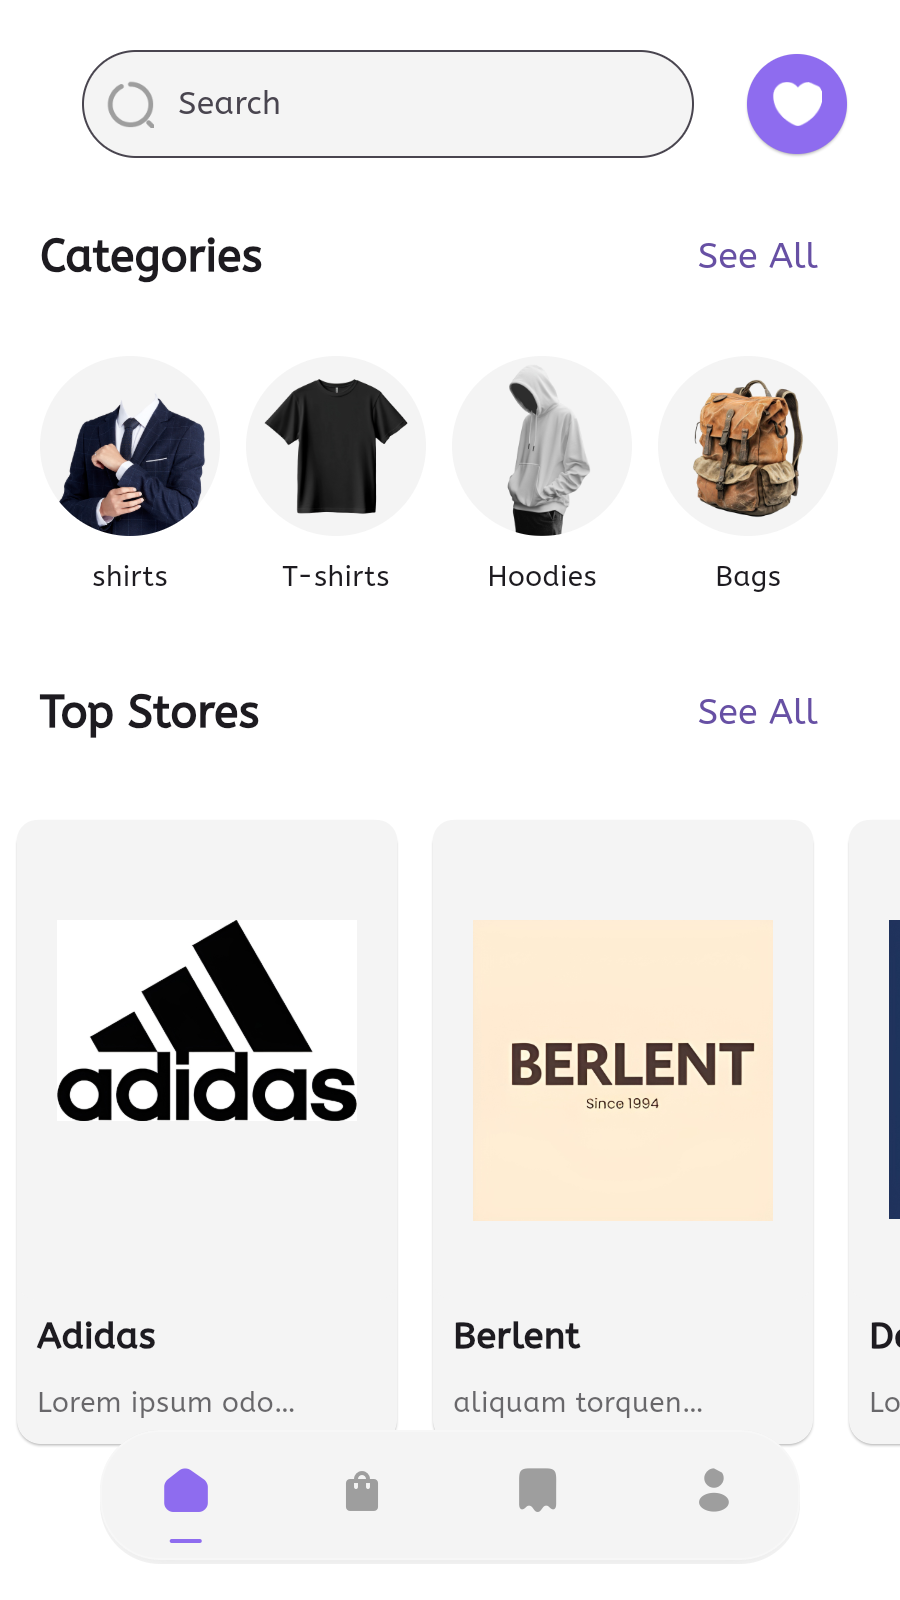 Search
Categories
See All
shirts
T-shirts
Hoodies
Bags
Top Stores
See All
adidas
BERLENT
Since 1994
Adidas
Berlent
Lorem ipsum odo...
aliquam torquen...
Lo